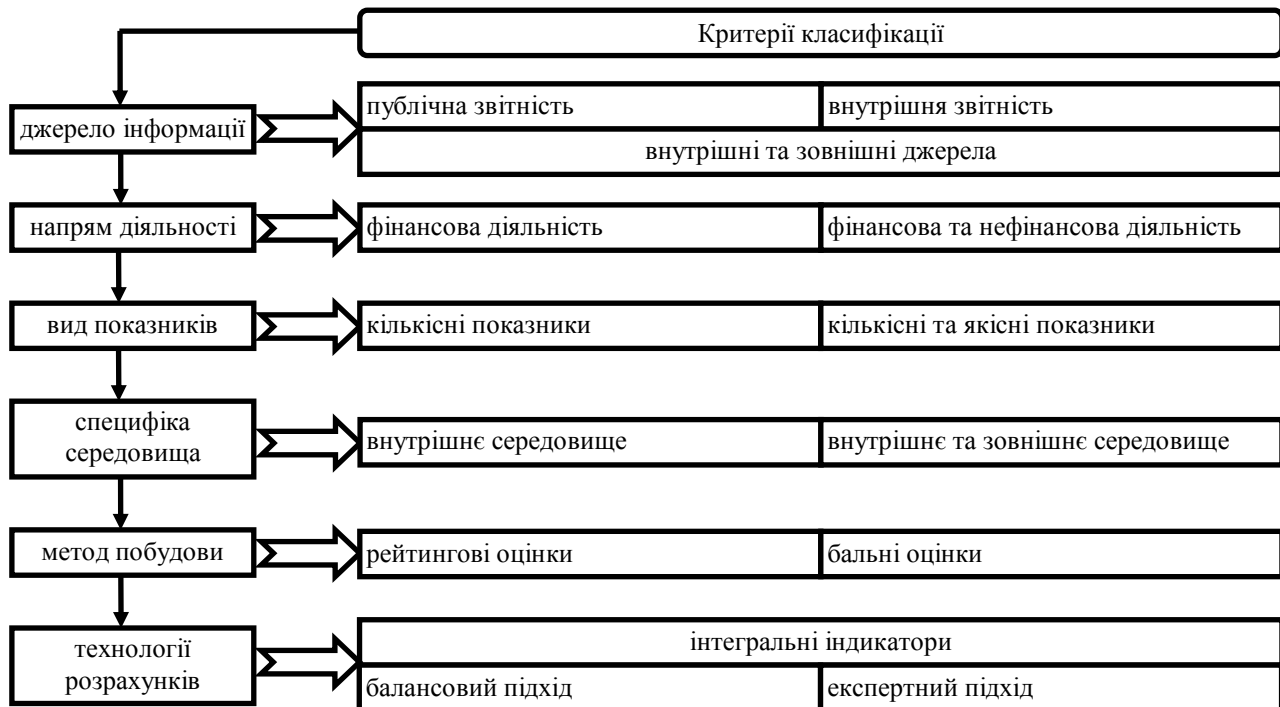 Критерії класифікації
джерело інформації
публічна звітність
внутрішня звітність
внутрішні та зовнішні джерела
напрям діяльності
фінансова діяльність
фінансова та нефінансова діяльність
вид показників
кількісні показники
кількісні та якісні показники
специфіка
середовища
внутрішнє середовище
внутрішнє та зовнішнє середовище
метод побудови
рейтингові оцінки
бальні оцінки
технології
розрахунків
інтегральні індикатори
балансовий підхід
експертний підхід